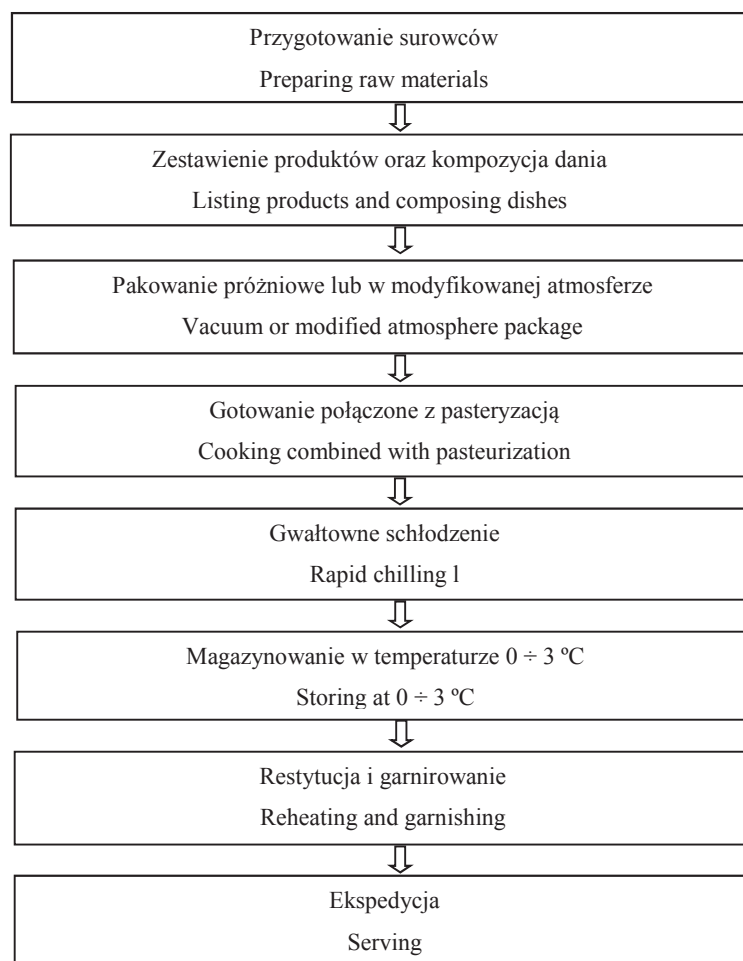 Przygotowanie surowców
Preparing raw materials
Zestawienie produktów oraz kompozycja dania
Listing products and composing dishes
Pakowanie próżniowe lub w modyfikowanej atmosferze
Vacuum or modified atmosphere package
Gotowanie połączone z pasteryzacją
Cooking combined with pasteurization
Gwałtowne schłodzenie
Rapid chilling l
Magazynowanie w temperaturze 0 ÷ 3 ºC
Storing at 0 ÷ 3 ºC
Restytucja i garnirowanie
Reheating and garnishing
Ekspedycja
Serving